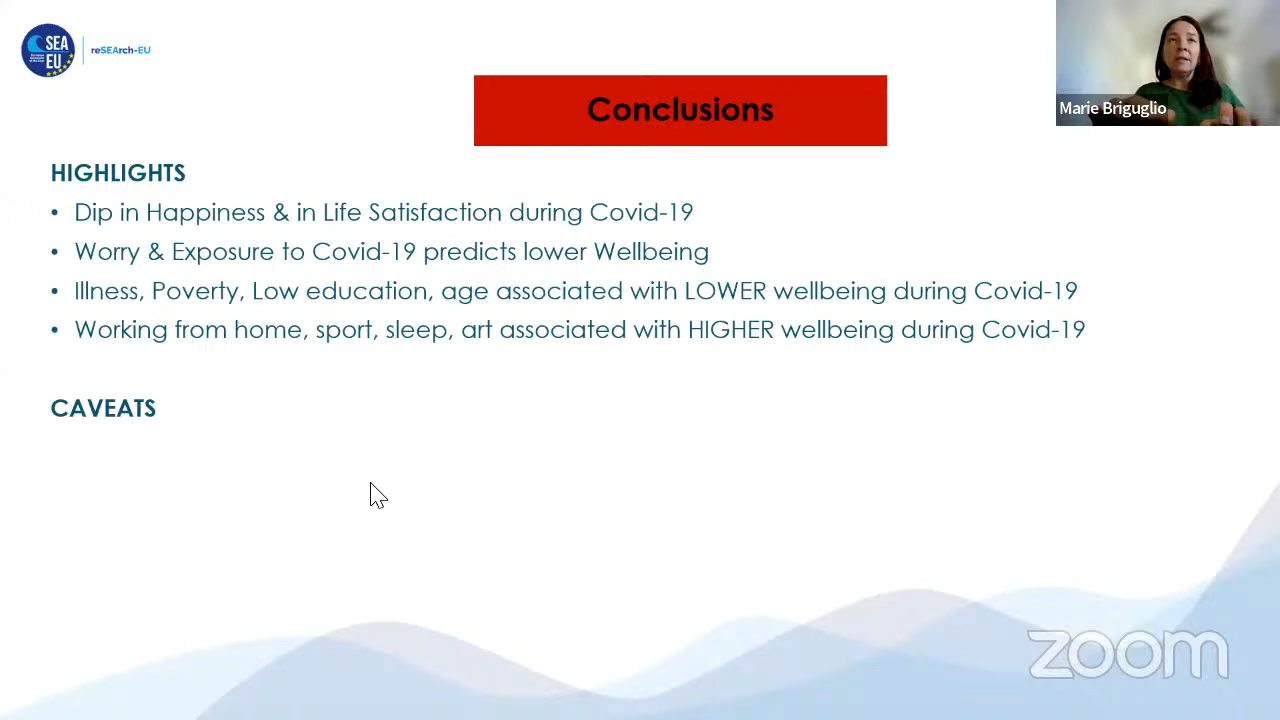 SEA
EU
reSEArch-EU
Conclusions
Marie Briguglio
HIGHLIGHTS
• Dip in Happiness & in Life Satisfaction during Covid-19
• Worry & Exposure to Covid-19 predicts lower Wellbeing
• Illness, Poverty, Low education, age associated with LOWER wellbeing during Covid-19
• Working from home, sport, sleep, art associated with HIGHER wellbeing during Covid-19
CAVEATS
zoom